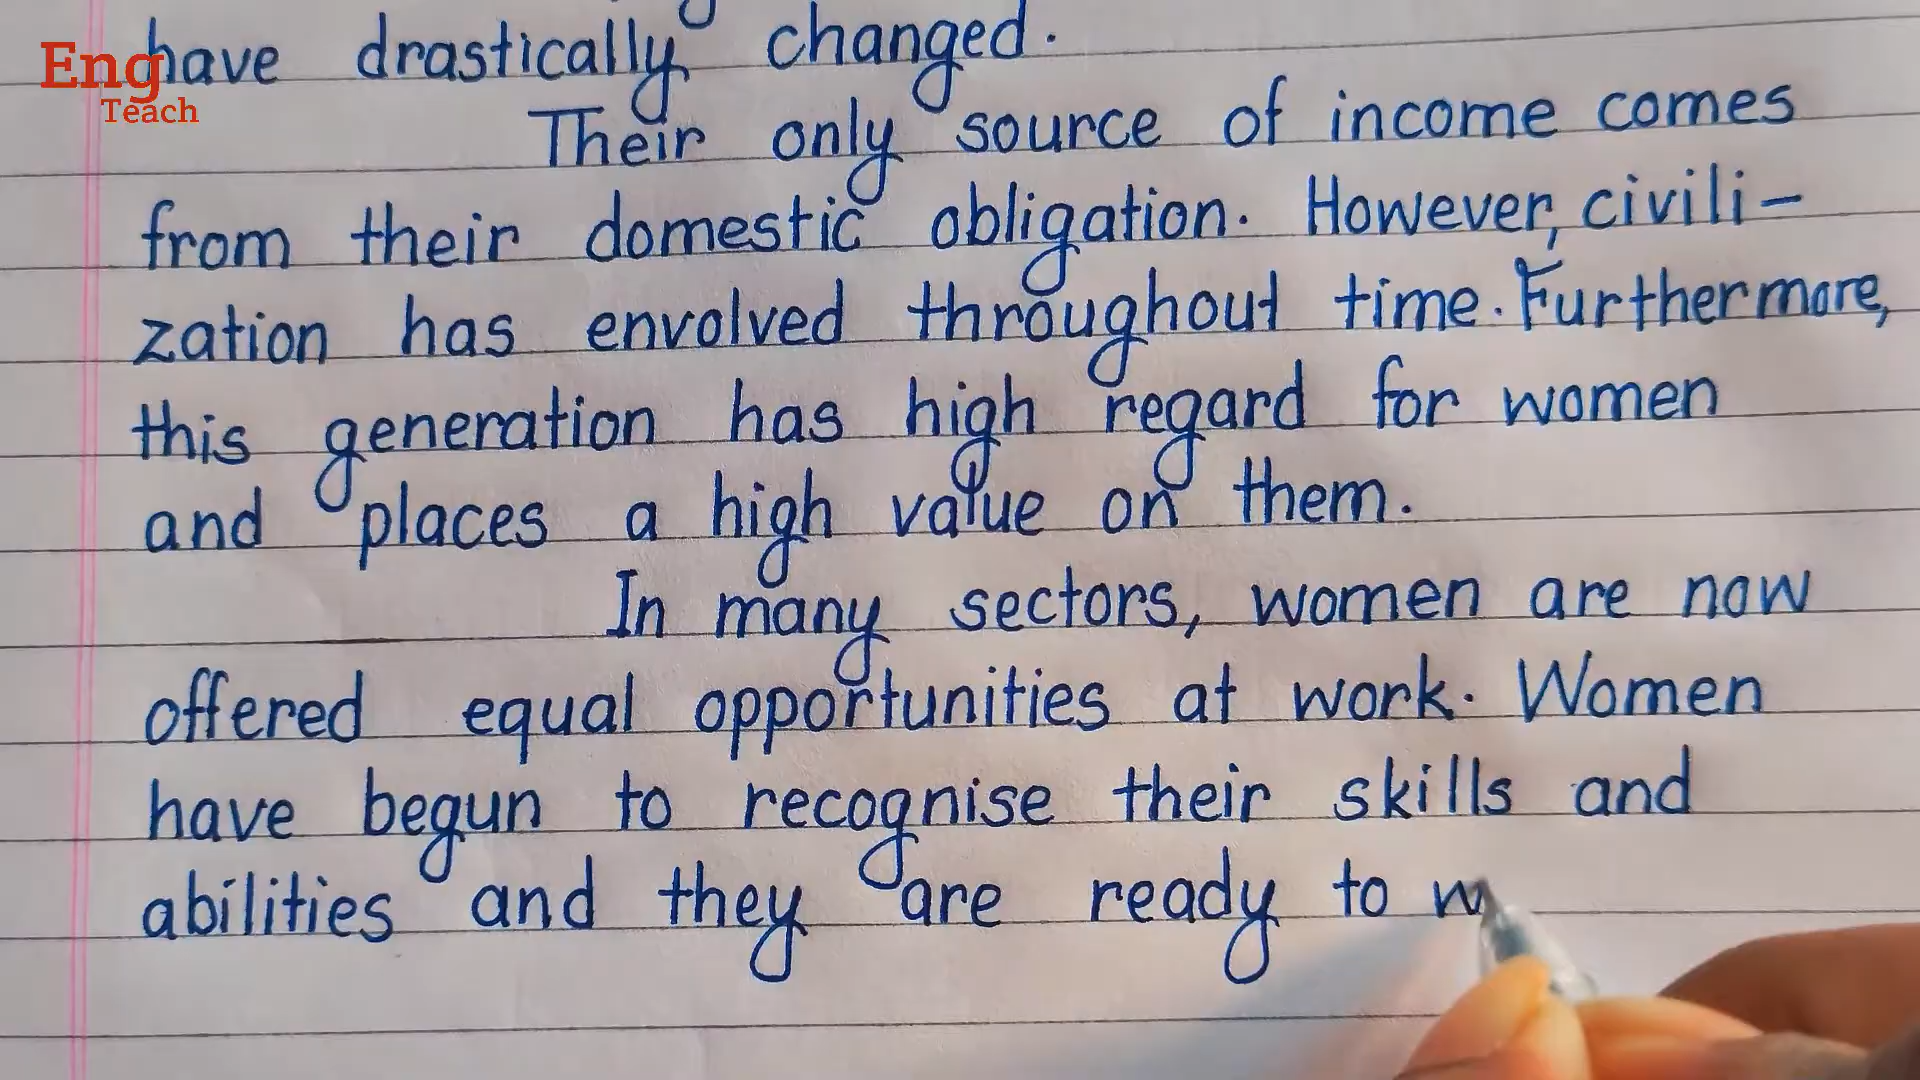 Eng
Teach
have drastically changed.
Their only source of income comes
from their domestic obligation. However, civili-
zation has envolved throughout time. Furthermore,
this generation has high regard for women
and places a high value on them.
In many sectors, women are now
offered equal opportunities at work. Women
have begun to recognise their skills and
abilities and they are ready to